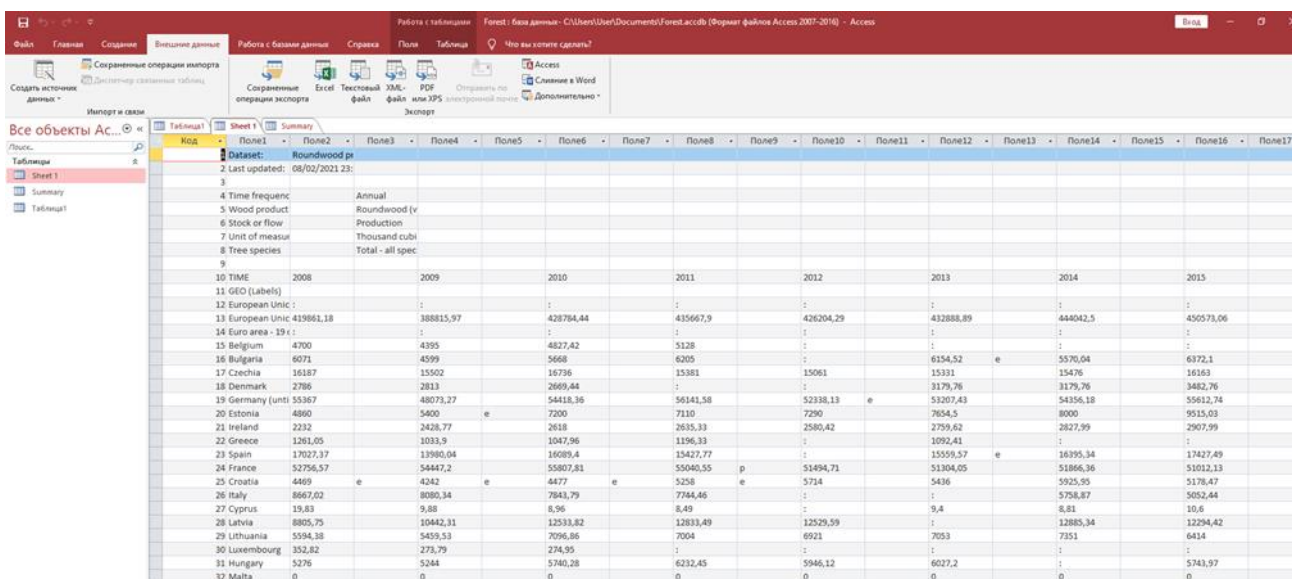 Работа с таблицами Forest : база данных- C:\Users\User\Documents\Forest.accdb (Формат файлов Access 2007–2016) - Access Вход
Файл Главная Создание Внешние данные Работа с базами данных Справка Поля Таблица Что вы хотите сделать?
Создать источник данных
Сохраненные операции импорта
Диспетчер связанных таблиц
Импорт и связи
Сохраненные операции экспорта
Excel
Текстовый файл
XML-файл
PDF или XPS
Отправить по электронной почте
Access
Слияние в Word
Дополнительно
Экспорт
Все объекты Ac...
Поиск...
Таблицы
Sheet 1
Summary
Таблица1
Таблица1 Sheet 1 Summary
Код Поле1 Поле2 Поле3 Поле4 Поле5 Поле6 Поле7 Поле8 Поле9 Поле10 Поле11 Поле12 Поле13 Поле14 Поле15 Поле16 Поле17
1 Dataset: Roundwood pr
2 Last updated: 08/02/2021 23:
3
4 Time frequenc Annual
5 Wood product Roundwood (v
6 Stock or flow Production
7 Unit of measur Thousand cubi
8 Tree species Total - all spec
9
10 TIME 2008 2009 2010 2011 2012 2013 2014 2015
11 GEO (Labels)
12 European Unic : : : : : : : :
13 European Unic 419861,18 388815,97 428784,44 435667,9 426204,29 432888,89 444042,5 450573,06
14 Euro area - 19 ( : : : : : : : :
15 Belgium 4700 4395 4827,42 5128 : : : :
16 Bulgaria 6071 4599 5668 6205 : 6154,52 e 5570,04 6372,1
17 Czechia 16187 15502 16736 15381 15061 15331 15476 16163
18 Denmark 2786 2813 2669,44 : : 3179,76 3179,76 3482,76
19 Germany (unti 55367 48073,27 54418,36 56141,58 52338,13 e 53207,43 54356,18 55612,74
20 Estonia 4860 5400 e 7200 7110 7290 7654,5 8000 9515,03
21 Ireland 2232 2428,77 2618 2635,33 2580,42 2759,62 2827,99 2907,99
22 Greece 1261,05 1033,9 1047,96 1196,33 : 1092,41 : :
23 Spain 17027,37 13980,04 16089,4 15427,77 : 15559,57 e 16395,34 17427,49
24 France 52756,57 54447,2 55807,81 55040,55 p 51494,71 51304,05 51866,36 51012,13
25 Croatia 4469 e 4242 e 4477 e 5258 e 5714 5436 5925,95 5178,47
26 Italy 8667,02 8080,34 7843,79 7744,46 : : 5758,87 5052,44
27 Cyprus 19,83 9,88 8,96 8,49 : 9,4 8,81 10,6
28 Latvia 8805,75 10442,31 12533,82 12833,49 12529,59 : 12885,34 12294,42
29 Lithuania 5594,38 5459,53 7096,86 7004 6921 7053 7351 6414
30 Luxembourg 352,82 273,79 274,95 : : : : :
31 Hungary 5276 5244 5740,28 6232,45 5946,12 6027,2 : 5743,97
32 Malta 0 0 0 0 0 0 0 0